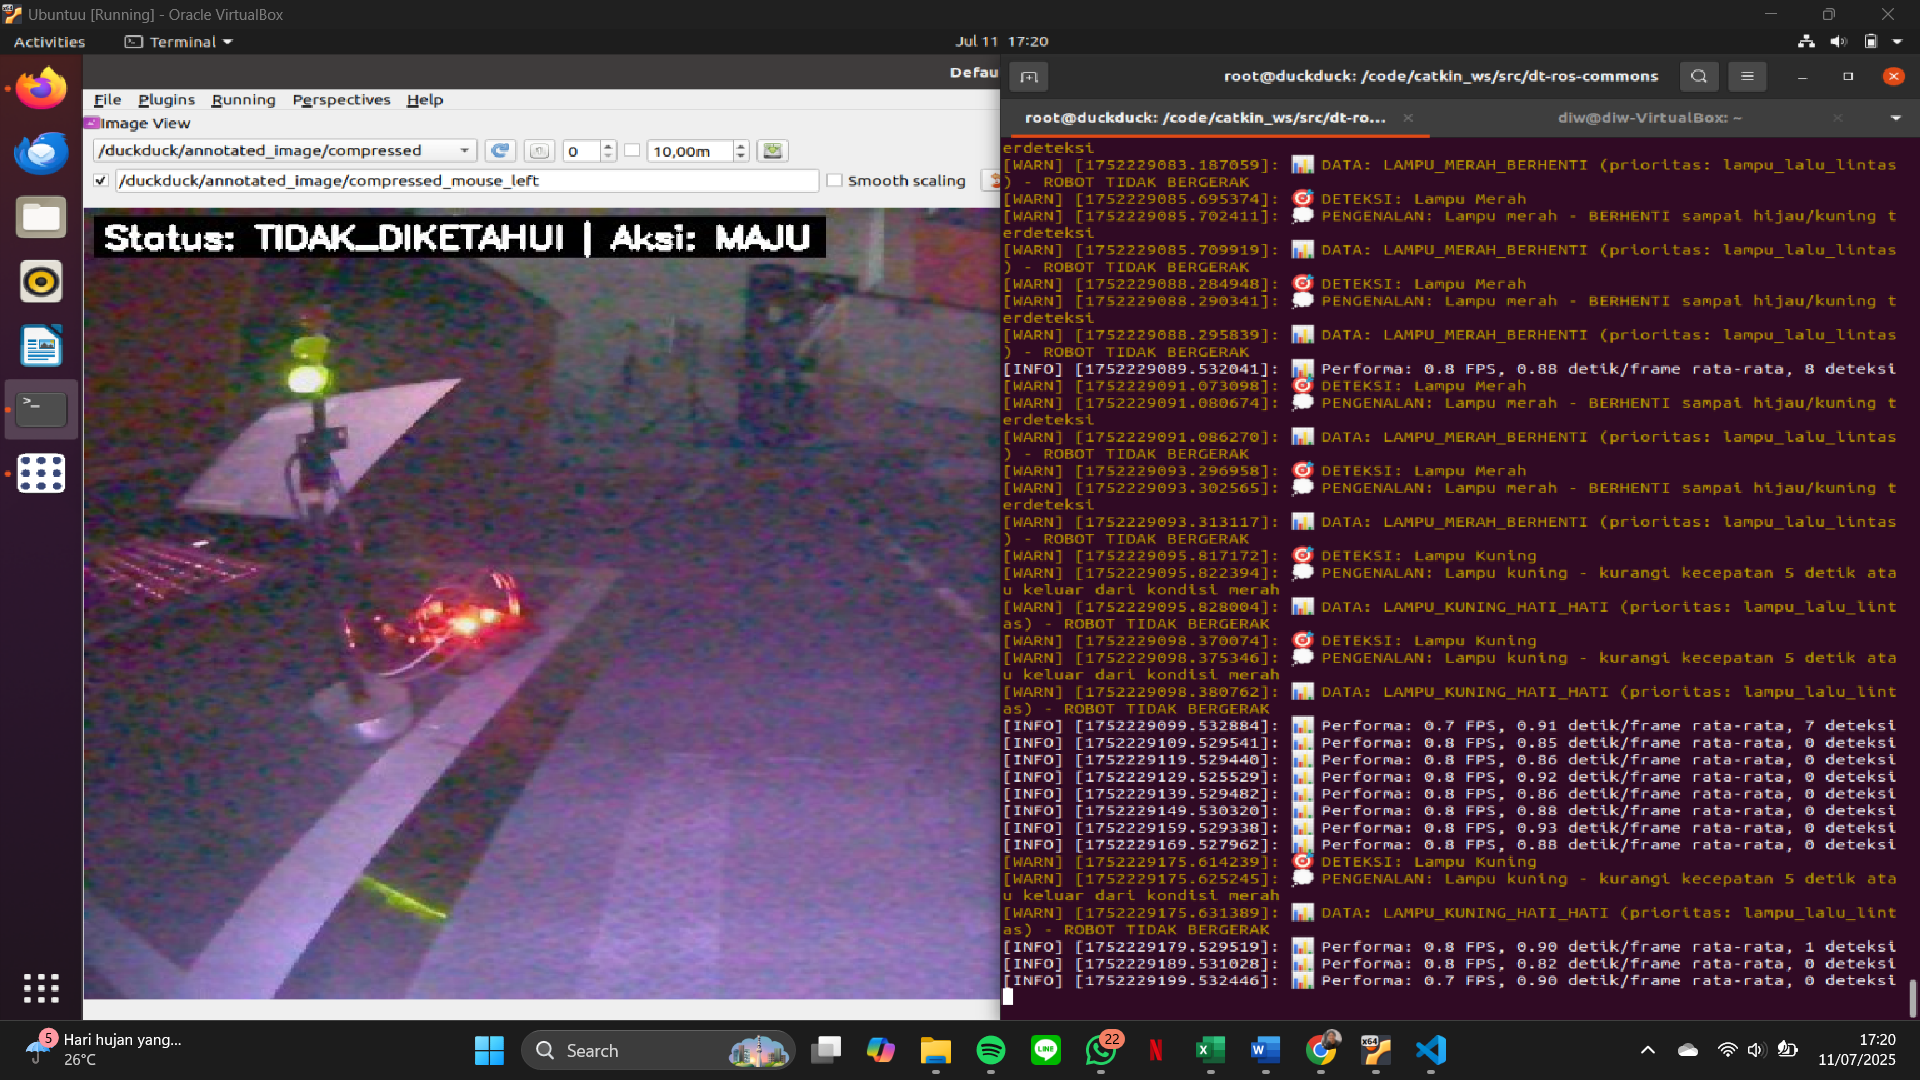 Ubuntuu [Running] - Oracle VirtualBox
Activities
Terminal
Jul 11 17:20
Defau
File Plugins Running Perspectives Help
Image View
/duckduck/annotated_image/compressed
0
10,00m
/duckduck/annotated_image/compressed_mouse_left
Smooth scaling
Status: TIDAK_DIKETAHUI | Aksi: MAJU
root@duckduck: /code/catkin_ws/src/dt-ros-commons
root@duckduck: /code/catkin_ws/src/dt-ro...
diw@diw-VirtualBox: ~
erdeteksi
[WARN] [1752229083.187059]: 📊 DATA: LAMPU_MERAH_BERHENTI (prioritas: lampu_lalu_lintas
) - ROBOT TIDAK BERGERAK
[WARN] [1752229085.695374]: 🎯 DETEKSI: Lampu Merah
[WARN] [1752229085.702411]: 💭 PENGENALAN: Lampu merah - BERHENTI sampai hijau/kuning t
erdeteksi
[WARN] [1752229085.709919]: 📊 DATA: LAMPU_MERAH_BERHENTI (prioritas: lampu_lalu_lintas
) - ROBOT TIDAK BERGERAK
[WARN] [1752229088.284948]: 🎯 DETEKSI: Lampu Merah
[WARN] [1752229088.290341]: 💭 PENGENALAN: Lampu merah - BERHENTI sampai hijau/kuning t
erdeteksi
[WARN] [1752229088.295839]: 📊 DATA: LAMPU_MERAH_BERHENTI (prioritas: lampu_lalu_lintas
) - ROBOT TIDAK BERGERAK
[INFO] [1752229089.532041]: 📊 Performa: 0.8 FPS, 0.88 detik/frame rata-rata, 8 deteksi
[WARN] [1752229091.073098]: 🎯 DETEKSI: Lampu Merah
[WARN] [1752229091.080674]: 💭 PENGENALAN: Lampu merah - BERHENTI sampai hijau/kuning t
erdeteksi
[WARN] [1752229091.086270]: 📊 DATA: LAMPU_MERAH_BERHENTI (prioritas: lampu_lalu_lintas
) - ROBOT TIDAK BERGERAK
[WARN] [1752229093.296958]: 🎯 DETEKSI: Lampu Merah
[WARN] [1752229093.302565]: 💭 PENGENALAN: Lampu merah - BERHENTI sampai hijau/kuning t
erdeteksi
[WARN] [1752229093.313117]: 📊 DATA: LAMPU_MERAH_BERHENTI (prioritas: lampu_lalu_lintas
) - ROBOT TIDAK BERGERAK
[WARN] [1752229095.817172]: 🎯 DETEKSI: Lampu Kuning
[WARN] [1752229095.822394]: 💭 PENGENALAN: Lampu kuning - kurangi kecepatan 5 detik ata
u keluar dari kondisi merah
[WARN] [1752229095.828004]: 📊 DATA: LAMPU_KUNING_HATI_HATI (prioritas: lampu_lalu_lint
as) - ROBOT TIDAK BERGERAK
[WARN] [1752229098.370074]: 🎯 DETEKSI: Lampu Kuning
[WARN] [1752229098.375346]: 💭 PENGENALAN: Lampu kuning - kurangi kecepatan 5 detik ata
u keluar dari kondisi merah
[WARN] [1752229098.380762]: 📊 DATA: LAMPU_KUNING_HATI_HATI (prioritas: lampu_lalu_lint
as) - ROBOT TIDAK BERGERAK
[INFO] [1752229099.532884]: 📊 Performa: 0.7 FPS, 0.91 detik/frame rata-rata, 7 deteksi
[INFO] [1752229109.529541]: 📊 Performa: 0.8 FPS, 0.85 detik/frame rata-rata, 0 deteksi
[INFO] [1752229119.529440]: 📊 Performa: 0.8 FPS, 0.86 detik/frame rata-rata, 0 deteksi
[INFO] [1752229129.525529]: 📊 Performa: 0.8 FPS, 0.92 detik/frame rata-rata, 0 deteksi
[INFO] [1752229139.529482]: 📊 Performa: 0.8 FPS, 0.86 detik/frame rata-rata, 0 deteksi
[INFO] [1752229149.530320]: 📊 Performa: 0.8 FPS, 0.88 detik/frame rata-rata, 0 deteksi
[INFO] [1752229159.529338]: 📊 Performa: 0.8 FPS, 0.93 detik/frame rata-rata, 0 deteksi
[INFO] [1752229169.527962]: 📊 Performa: 0.8 FPS, 0.88 detik/frame rata-rata, 0 deteksi
[WARN] [1752229175.614239]: 🎯 DETEKSI: Lampu Kuning
[WARN] [1752229175.625245]: 💭 PENGENALAN: Lampu kuning - kurangi kecepatan 5 detik ata
u keluar dari kondisi merah
[WARN] [1752229175.631389]: 📊 DATA: LAMPU_KUNING_HATI_HATI (prioritas: lampu_lalu_lint
as) - ROBOT TIDAK BERGERAK
[INFO] [1752229179.529519]: 📊 Performa: 0.8 FPS, 0.90 detik/frame rata-rata, 1 deteksi
[INFO] [1752229189.531028]: 📊 Performa: 0.8 FPS, 0.82 detik/frame rata-rata, 0 deteksi
[INFO] [1752229199.532446]: 📊 Performa: 0.7 FPS, 0.90 detik/frame rata-rata, 0 deteksi
5
Hari hujan yang...
26°C
Search
LINE
22
17:20
11/07/2025